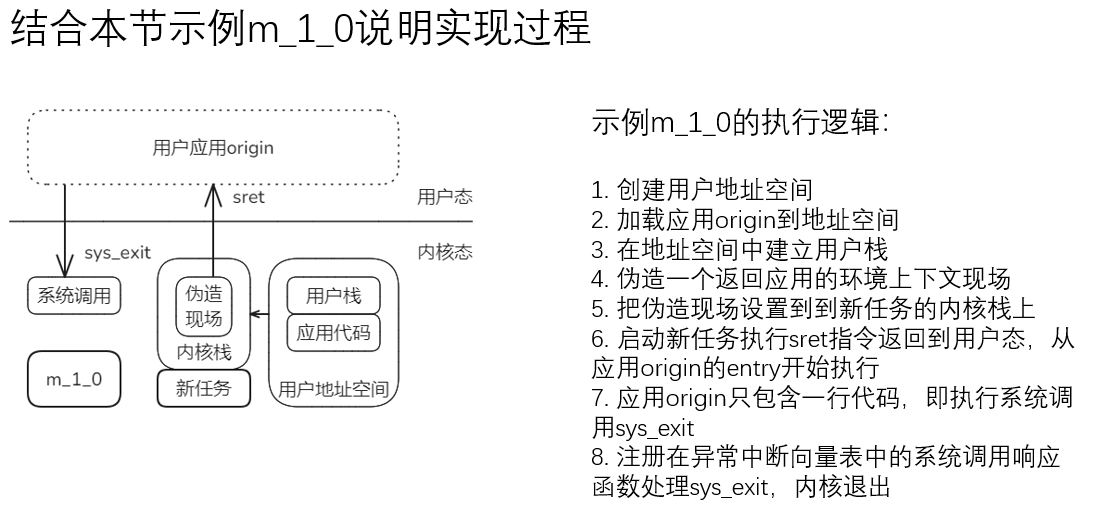 结合本节示例m_1_0说明实现过程
用户应用origin
sret
用户态
sys_exit
内核态
系统调用
伪造
现场
内核栈
用户栈
应用代码
m_1_0
新任务
用户地址空间
示例m_1_0的执行逻辑：
1. 创建用户地址空间
2. 加载应用origin到地址空间
3. 在地址空间中建立用户栈
4. 伪造一个返回应用的环境上下文现场
5. 把伪造现场设置到到新任务的内核栈上
6. 启动新任务执行sret指令返回到用户态，从
应用origin的entry开始执行
7. 应用origin只包含一行代码，即执行系统调
用sys_exit
8. 注册在异常中断向量表中的系统调用响应
函数处理sys_exit，内核退出